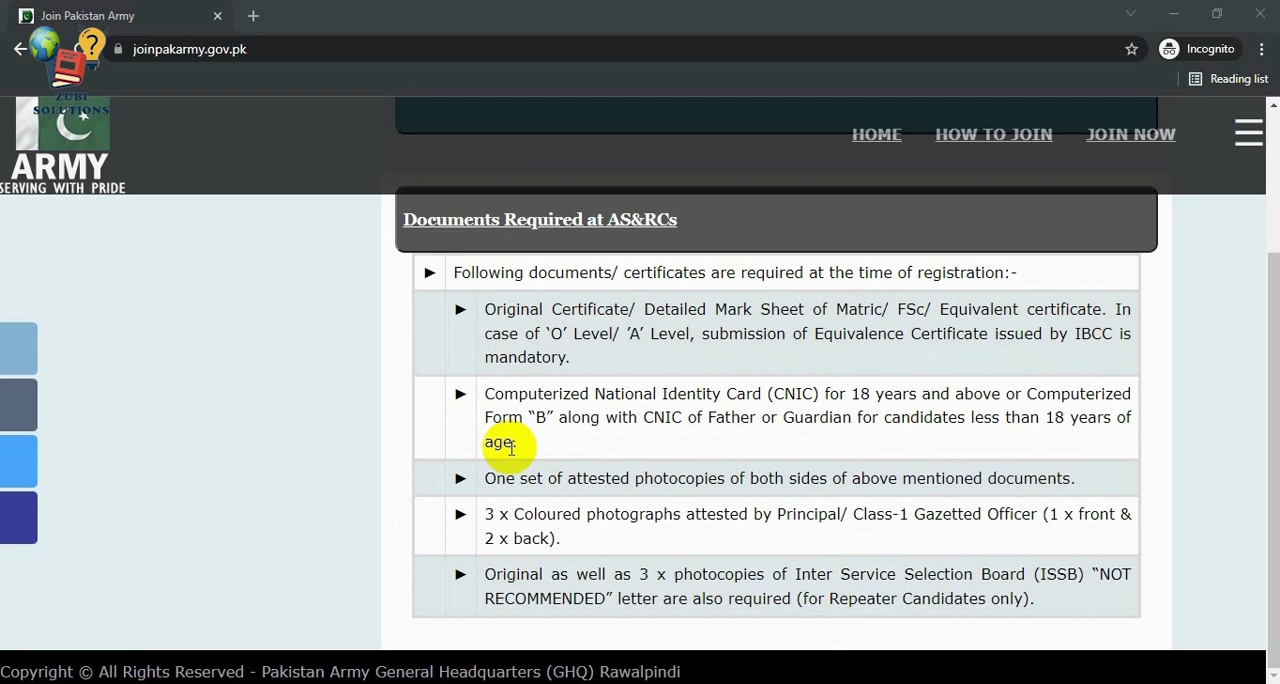 Join Pakistan Army
joinpakarmy.gov.pk
Incognito
Reading list
ZUBI
SOLUTIONS
ARMY
SERVING WITH PRIDE
HOME HOW TO JOIN JOIN NOW
Documents Required at AS&RCs
► Following documents/ certificates are required at the time of registration:-
► Original Certificate/ Detailed Mark Sheet of Matric/ FSc/ Equivalent certificate. In
case of ‘O’ Level/ ’A’ Level, submission of Equivalence Certificate issued by IBCC is
mandatory.
► Computerized National Identity Card (CNIC) for 18 years and above or Computerized
Form “B” along with CNIC of Father or Guardian for candidates less than 18 years of
age.
► One set of attested photocopies of both sides of above mentioned documents.
► 3 x Coloured photographs attested by Principal/ Class-1 Gazetted Officer (1 x front &
2 x back).
► Original as well as 3 x photocopies of Inter Service Selection Board (ISSB) “NOT
RECOMMENDED” letter are also required (for Repeater Candidates only).
Copyright © All Rights Reserved - Pakistan Army General Headquarters (GHQ) Rawalpindi